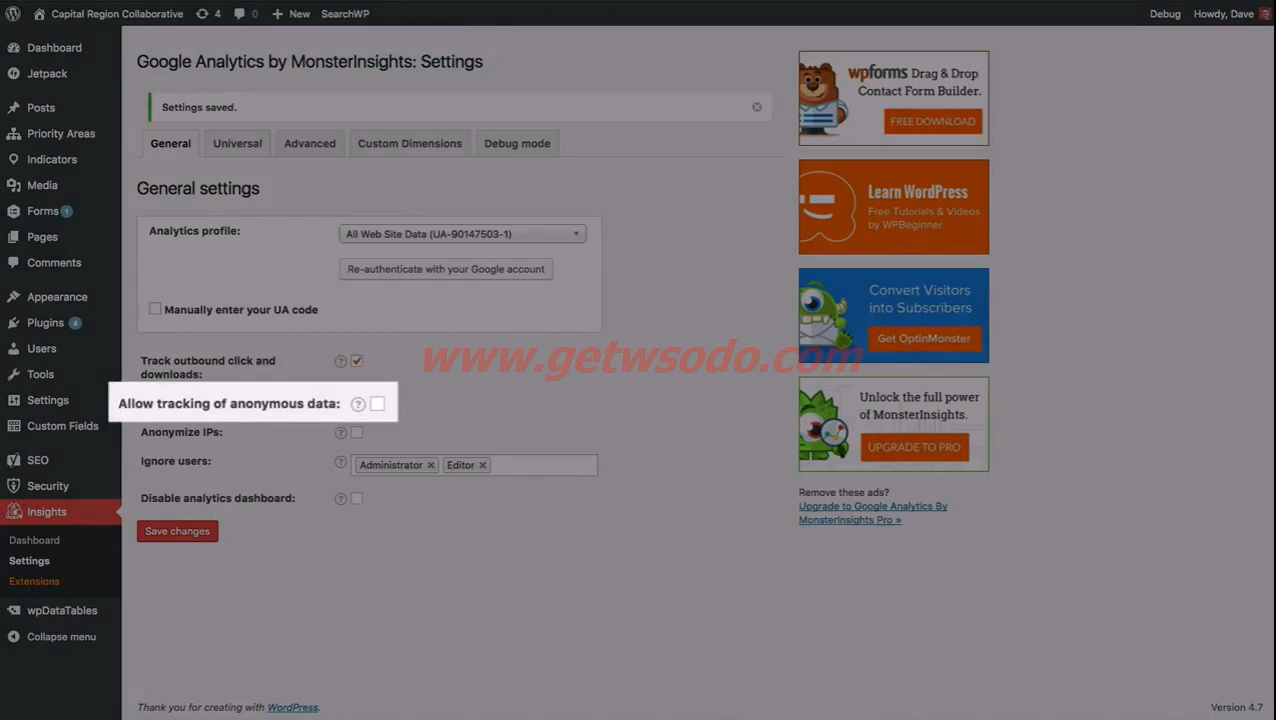 Capital Region Collaborative 4 0 New SearchWP Debug Howdy, Dave
Dashboard
Jetpack
Posts
Priority Areas
Indicators
Media
Forms 1
Pages
Comments
Appearance
Plugins 4
Users
Tools
Settings
Custom Fields
SEO
Security
Insights
Dashboard
Settings
Extensions
wpDataTables
Collapse menu
Google Analytics by MonsterInsights: Settings
Settings saved.
General Universal Advanced Custom Dimensions Debug mode
General settings
Analytics profile: All Web Site Data (UA-90147503-1)
Re-authenticate with your Google account
Manually enter your UA code
Track outbound click and
downloads: ?
www.getwsodo.com
Allow tracking of anonymous data: ?
Anonymize IPs: ?
Ignore users: ? Administrator × Editor ×
Disable analytics dashboard: ?
Save changes
wpforms Drag & Drop
Contact Form Builder.
FREE DOWNLOAD
Learn WordPress
Free Tutorials & Videos
by WPBeginner
Convert Visitors
into Subscribers
Get OptinMonster
Unlock the full power
of MonsterInsights.
UPGRADE TO PRO
Remove these ads?
Upgrade to Google Analytics By
MonsterInsights Pro »
Thank you for creating with WordPress. Version 4.7